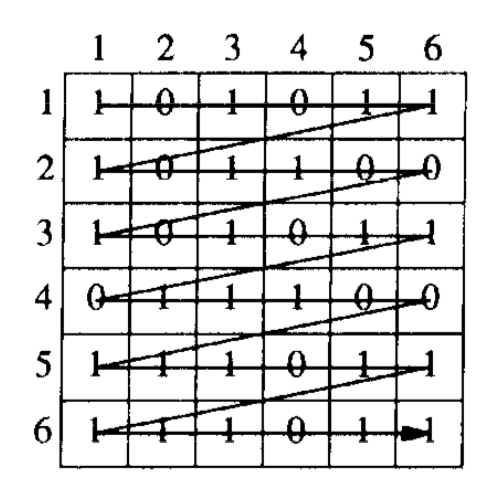 1 2 3 4 5 6
1 1 0 1 0 1 1
2 1 0 1 1 0 0
3 1 0 1 0 1 1
4 0 1 1 1 0 0
5 1 1 1 0 1 1
6 1 1 1 0 1 1